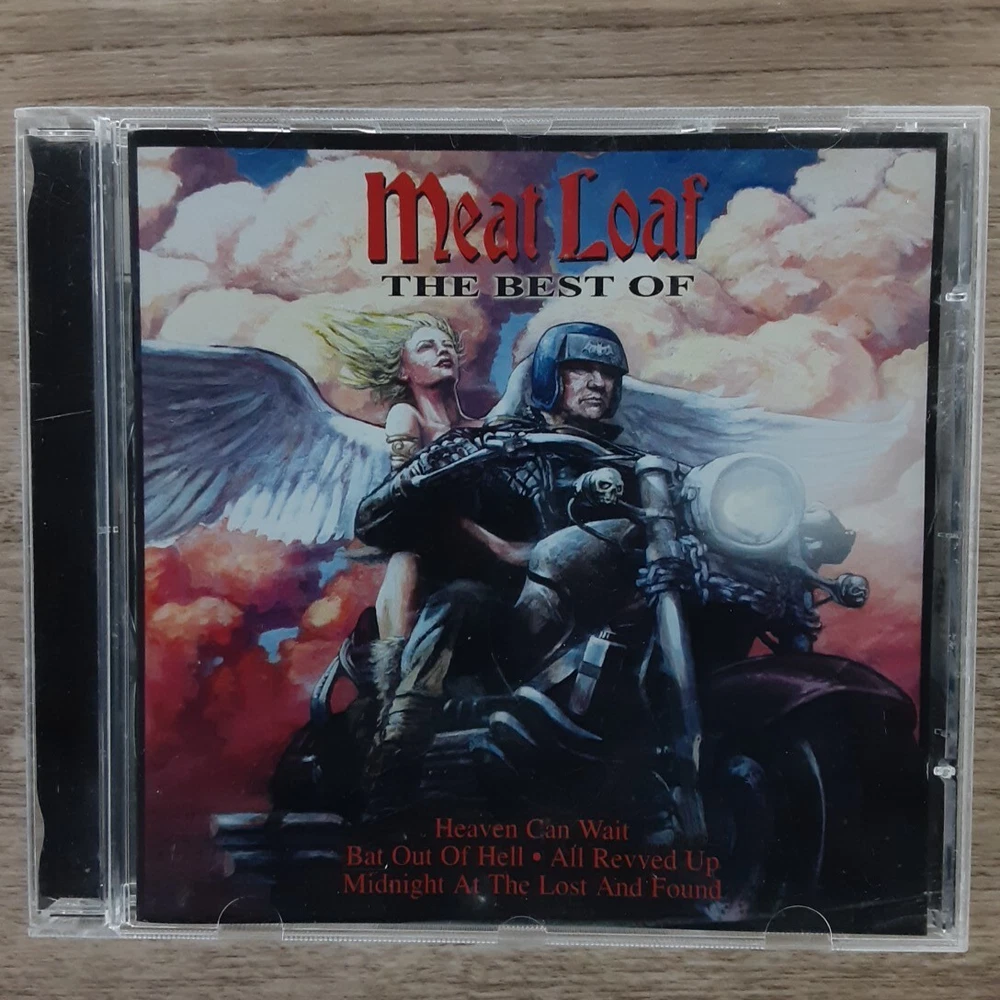 Meat Loaf
THE BEST OF
Heaven Can Wait
Bat Out Of Hell • All Revved Up
Midnight At The Lost And Found